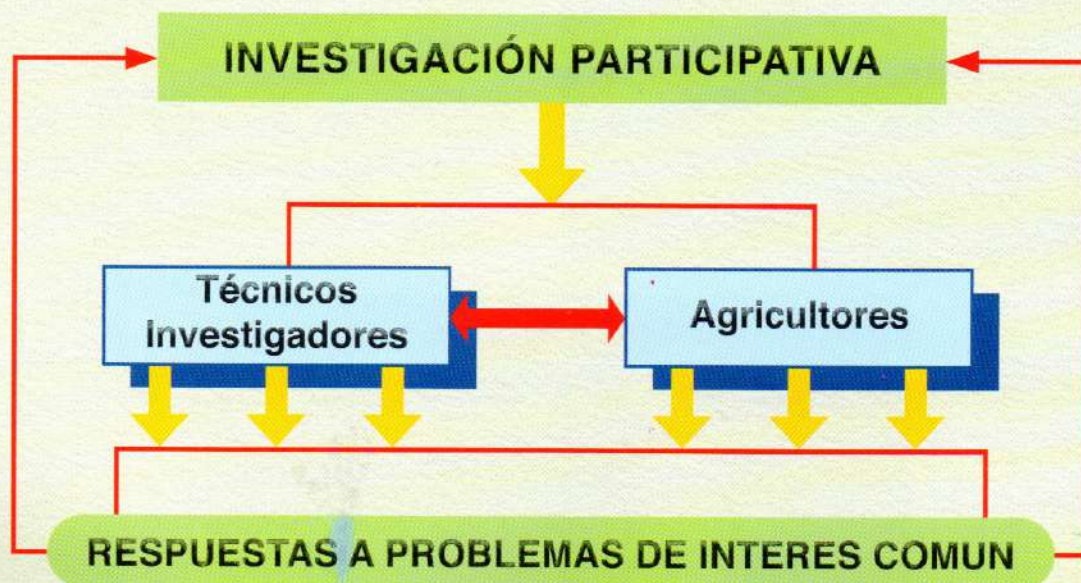 INVESTIGACIÓN PARTICIPATIVA
Técnicos
Investigadores
Agricultores
RESPUESTAS A PROBLEMAS DE INTERES COMUN